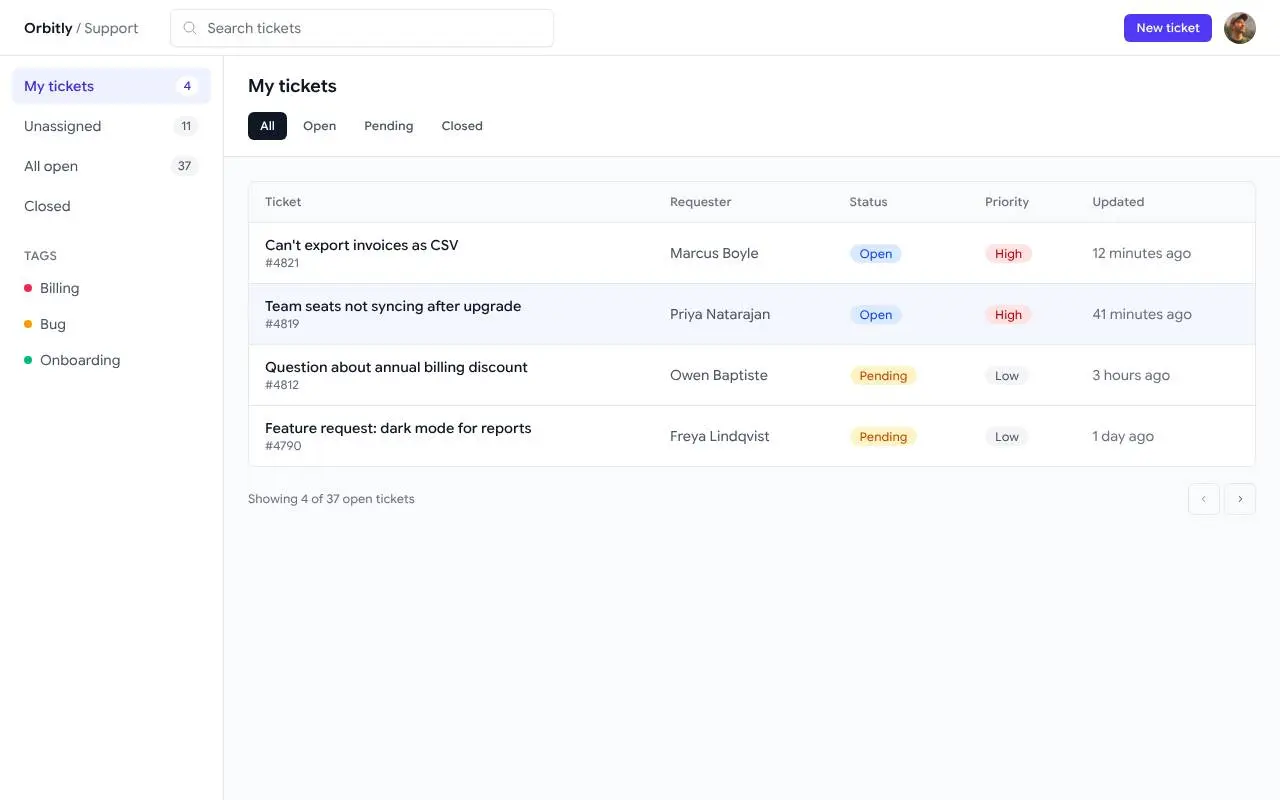 Orbitly / Support
Search tickets
New ticket
My tickets 4
Unassigned 11
All open 37
Closed
TAGS
Billing
Bug
Onboarding
My tickets
All Open Pending Closed
Ticket Requester Status Priority Updated
Can't export invoices as CSV
#4821
Marcus Boyle Open High 12 minutes ago
Team seats not syncing after upgrade
#4819
Priya Natarajan Open High 41 minutes ago
Question about annual billing discount
#4812
Owen Baptiste Pending Low 3 hours ago
Feature request: dark mode for reports
#4790
Freya Lindqvist Pending Low 1 day ago
Showing 4 of 37 open tickets
‹ ›